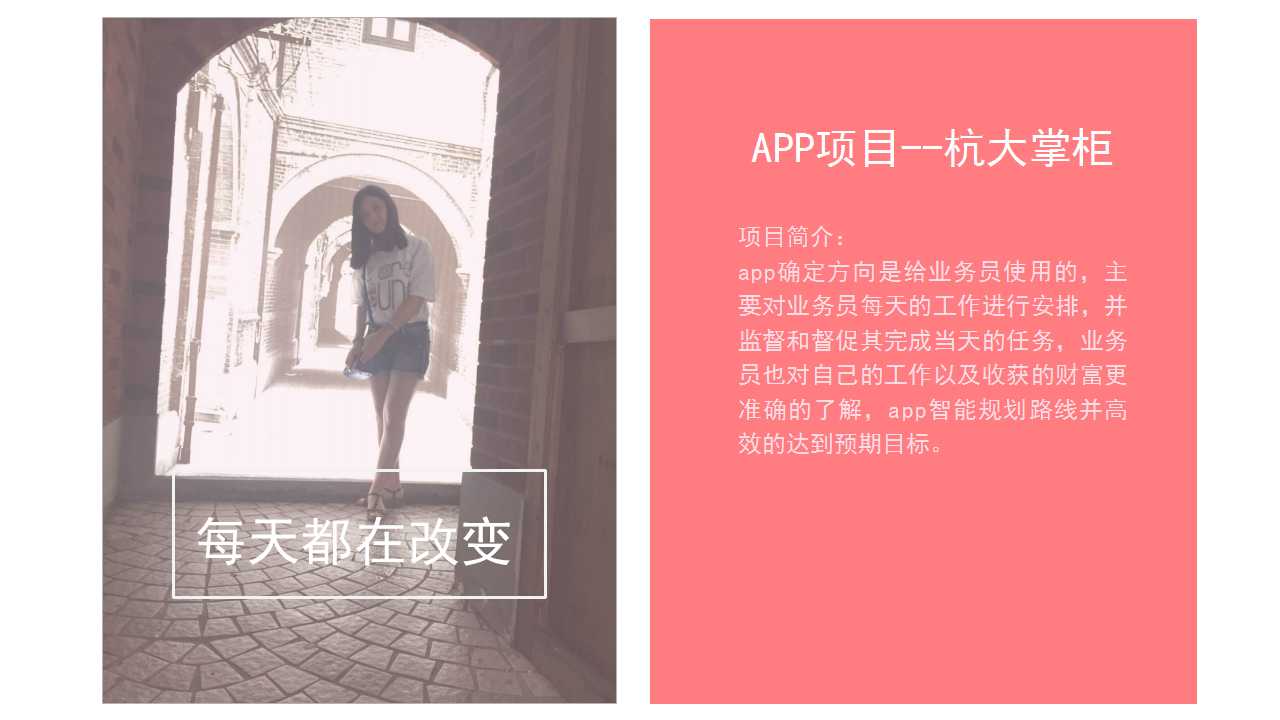 每天都在改变
APP项目--杭大掌柜
项目简介：
app确定方向是给业务员使用的，主
要对业务员每天的工作进行安排，并
监督和督促其完成当天的任务，业务
员也对自己的工作以及收获的财富更
准确的了解，app智能规划路线并高
效的达到预期目标。